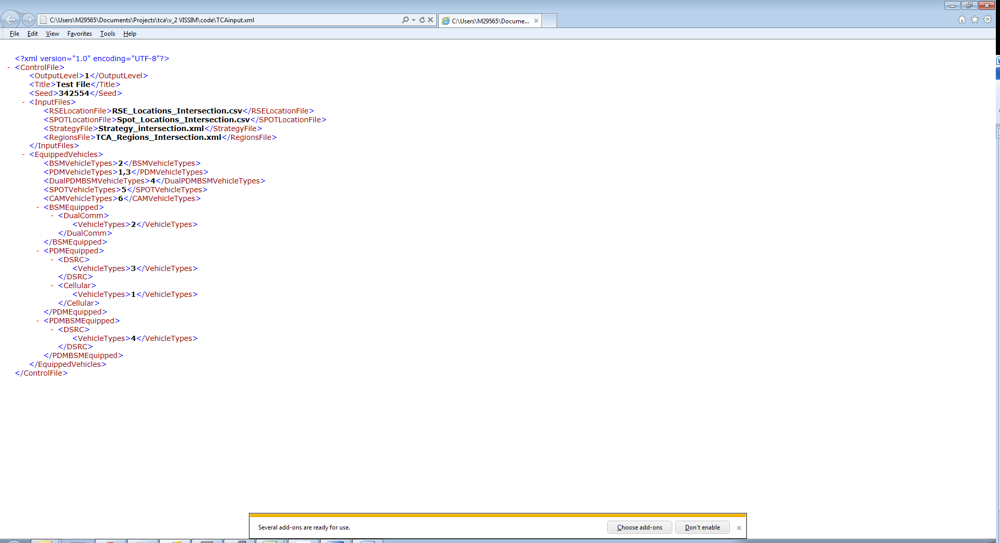 C:\Users\M29565\Documents\Projects\tca\v_2 VISSIM\code\TCAinput.xml
C:\Users\M29565\Docume...
File Edit View Favorites Tools Help
<?xml version="1.0" encoding="UTF-8"?>
- <ControlFile>
<OutputLevel>1</OutputLevel>
<Title>Test File</Title>
<Seed>342554</Seed>
- <InputFiles>
<RSELocationFile>RSE_Locations_Intersection.csv</RSELocationFile>
<SPOTLocationFile>Spot_Locations_Intersection.csv</SPOTLocationFile>
<StrategyFile>Strategy_intersection.xml</StrategyFile>
<RegionsFile>TCA_Regions_Intersection.xml</RegionsFile>
</InputFiles>
- <EquippedVehicles>
<BSMVehicleTypes>2</BSMVehicleTypes>
<PDMVehicleTypes>1,3</PDMVehicleTypes>
<DualPDMBSMVehicleTypes>4</DualPDMBSMVehicleTypes>
<SPOTVehicleTypes>5</SPOTVehicleTypes>
<CAMVehicleTypes>6</CAMVehicleTypes>
- <BSMEquipped>
- <DualComm>
<VehicleTypes>2</VehicleTypes>
</DualComm>
</BSMEquipped>
- <PDMEquipped>
- <DSRC>
<VehicleTypes>3</VehicleTypes>
</DSRC>
- <Cellular>
<VehicleTypes>1</VehicleTypes>
</Cellular>
</PDMEquipped>
- <PDMBSMEquipped>
- <DSRC>
<VehicleTypes>4</VehicleTypes>
</DSRC>
</PDMBSMEquipped>
</EquippedVehicles>
</ControlFile>
Several add-ons are ready for use.
Choose add-ons
Don't enable